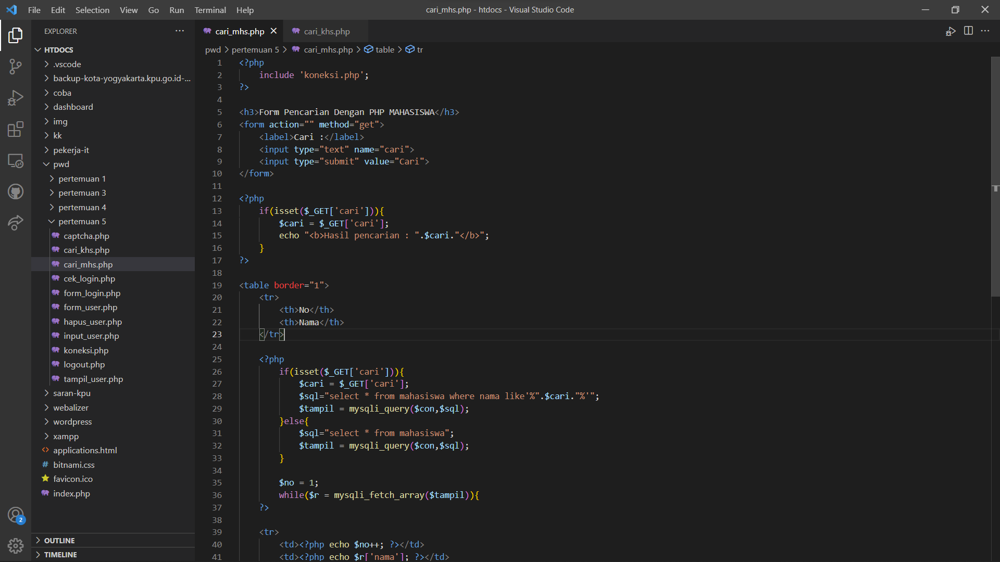 File Edit Selection View Go Run Terminal Help
cari_mhs.php - htdocs - Visual Studio Code
EXPLORER
HTDOCS
.vscode
backup-kota-yogyakarta.kpu.go.id-...
coba
dashboard
img
kk
pekerja-it
pwd
pertemuan 1
pertemuan 3
pertemuan 4
pertemuan 5
captcha.php
cari_khs.php
cari_mhs.php
cek_login.php
form_login.php
form_user.php
hapus_user.php
input_user.php
koneksi.php
logout.php
tampil_user.php
saran-kpu
webalizer
wordpress
xampp
applications.html
bitnami.css
favicon.ico
index.php
OUTLINE
TIMELINE
2
cari_mhs.php cari_khs.php
pwd > pertemuan 5 > cari_mhs.php > table > tr
1 <?php
2     include 'koneksi.php';
3 ?>
4
5 <h3>Form Pencarian Dengan PHP MAHASISWA</h3>
6 <form action="" method="get">
7     <label>Cari :</label>
8     <input type="text" name="cari">
9     <input type="submit" value="Cari">
10 </form>
11
12 <?php
13     if(isset($_GET['cari'])){
14         $cari = $_GET['cari'];
15         echo "<b>Hasil pencarian : ".$cari."</b>";
16     }
17 ?>
18
19 <table border="1">
20     <tr>
21         <th>No</th>
22         <th>Nama</th>
23     </tr>
24
25     <?php
26         if(isset($_GET['cari'])){
27             $cari = $_GET['cari'];
28             $sql="select * from mahasiswa where nama like'%".$cari."%'";
29             $tampil = mysqli_query($con,$sql);
30         }else{
31             $sql="select * from mahasiswa";
32             $tampil = mysqli_query($con,$sql);
33         }
34
35         $no = 1;
36         while($r = mysqli_fetch_array($tampil)){
37     ?>
38
39     <tr>
40         <td><?php echo $no++; ?></td>
41         <td><?php echo $r['nama']; ?></td>